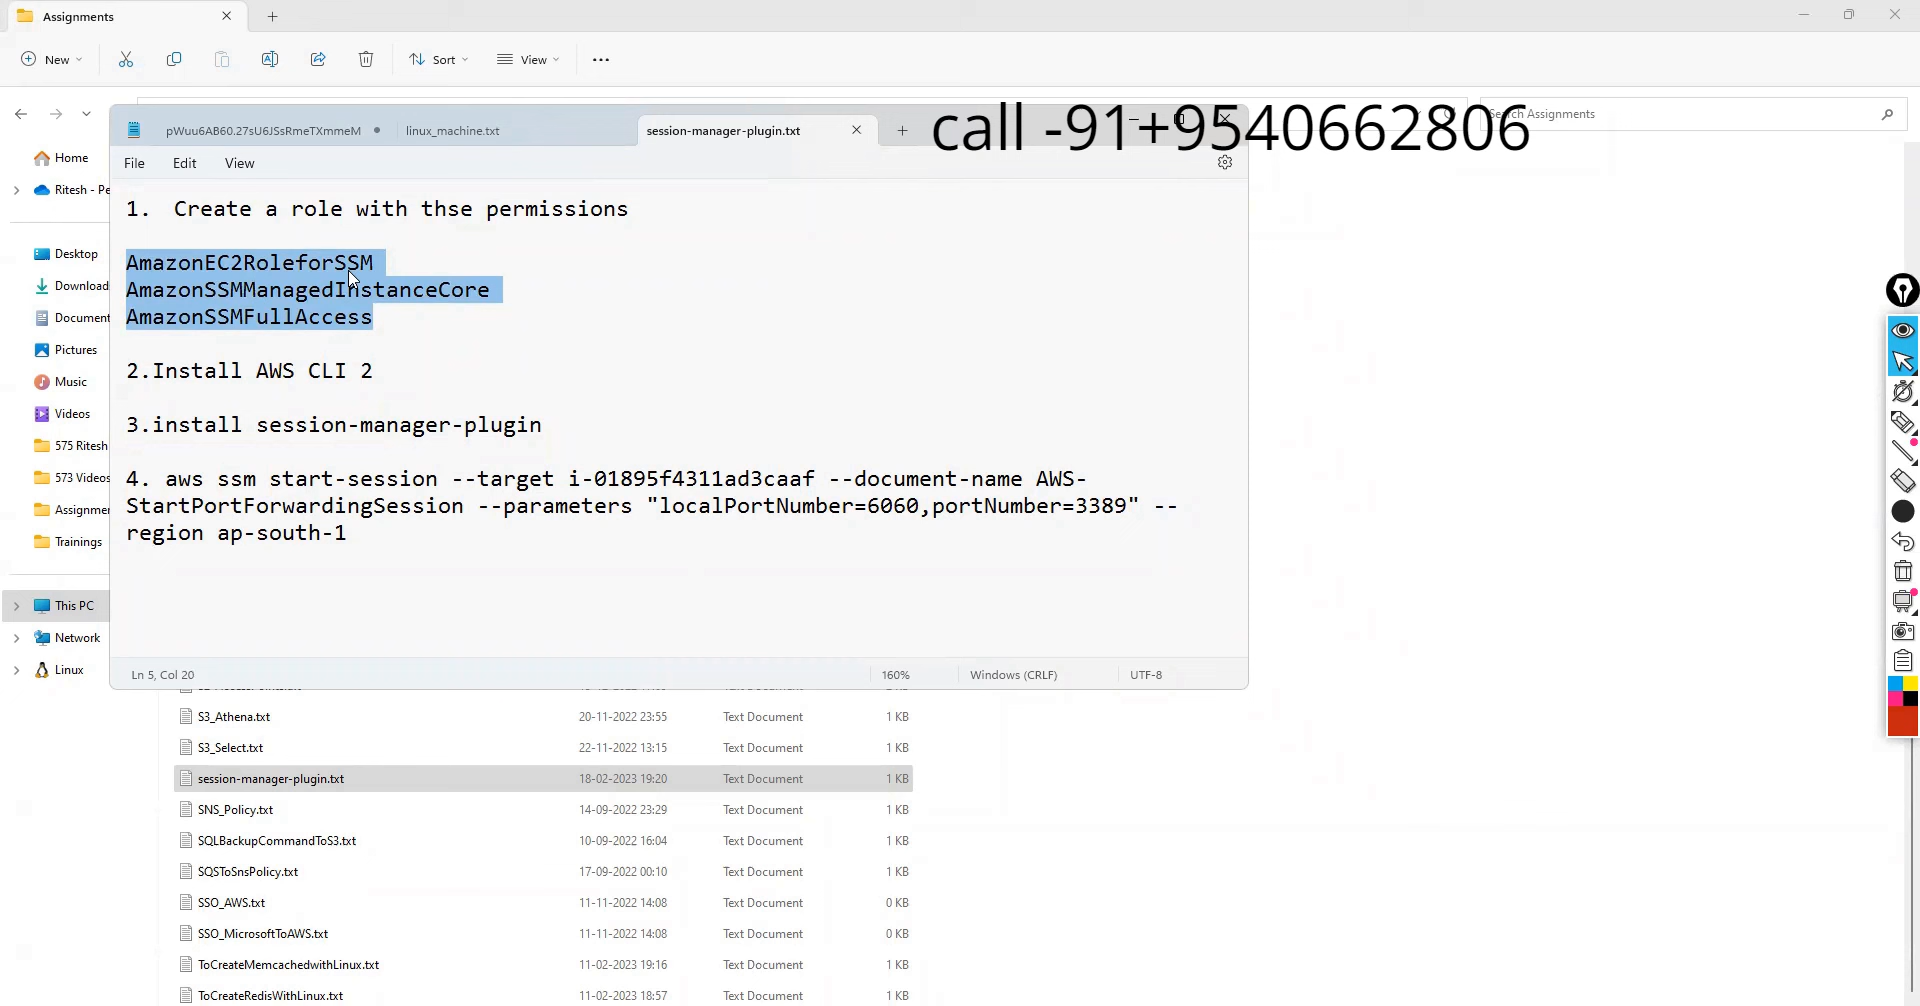 Assignments
New
Sort
View
call -91+9540662806
Search Assignments
pWuu6AB60.27sU6JSsRmeTXmmeM
linux_machine.txt
session-manager-plugin.txt
File
Edit
View
Home
Ritesh - Pe
Desktop
Download
Document
Pictures
Music
Videos
575 Ritesh
573 Videos
Assignmen
Trainings
This PC
Network
Linux
1. Create a role with thse permissions
AmazonEC2RoleforSSM
AmazonSSMManagedInstanceCore
AmazonSSMFullAccess
2.Install AWS CLI 2
3.install session-manager-plugin
4. aws ssm start-session --target i-01895f4311ad3caaf --document-name AWS-
StartPortForwardingSession --parameters "localPortNumber=6060,portNumber=3389" --
region ap-south-1
Ln 5, Col 20
160%
Windows (CRLF)
UTF-8
S3_Athena.txt 20-11-2022 23:55 Text Document 1 KB
S3_Select.txt 22-11-2022 13:15 Text Document 1 KB
session-manager-plugin.txt 18-02-2023 19:20 Text Document 1 KB
SNS_Policy.txt 14-09-2022 23:29 Text Document 1 KB
SQLBackupCommandToS3.txt 10-09-2022 16:04 Text Document 1 KB
SQSToSnsPolicy.txt 17-09-2022 00:10 Text Document 1 KB
SSO_AWS.txt 11-11-2022 14:08 Text Document 0 KB
SSO_MicrosoftToAWS.txt 11-11-2022 14:08 Text Document 0 KB
ToCreateMemcachedwithLinux.txt 11-02-2023 19:16 Text Document 1 KB
ToCreateRedisWithLinux.txt 11-02-2023 18:57 Text Document 1 KB